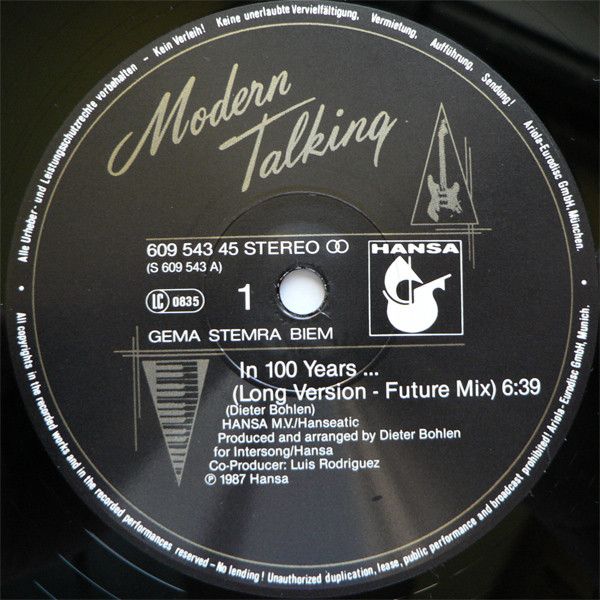 Alle Urheber- und Leistungsschutzrechte vorbehalten - Kein Verleih! Keine unerlaubte Vervielfältigung, Vermietung, Aufführung, Sendung! Ariola-Eurodisc GmbH, München.
Modern
Talking
609 543 45 STEREO
(S 609 543 A)
HANSA
LC 0835
1
GEMA STEMRA BIEM
In 100 Years ...
(Long Version - Future Mix) 6:39
(Dieter Bohlen)
HANSA M.V./Hanseatic
Produced and arranged by Dieter Bohlen
for Intersong/Hansa
Co-Producer: Luis Rodriguez
℗ 1987 Hansa
All copyrights in the recorded works and in the recorded performances reserved - No lending! Unauthorized duplication, lease, public performance and broadcast prohibited! Ariola-Eurodisc GmbH, Munich.